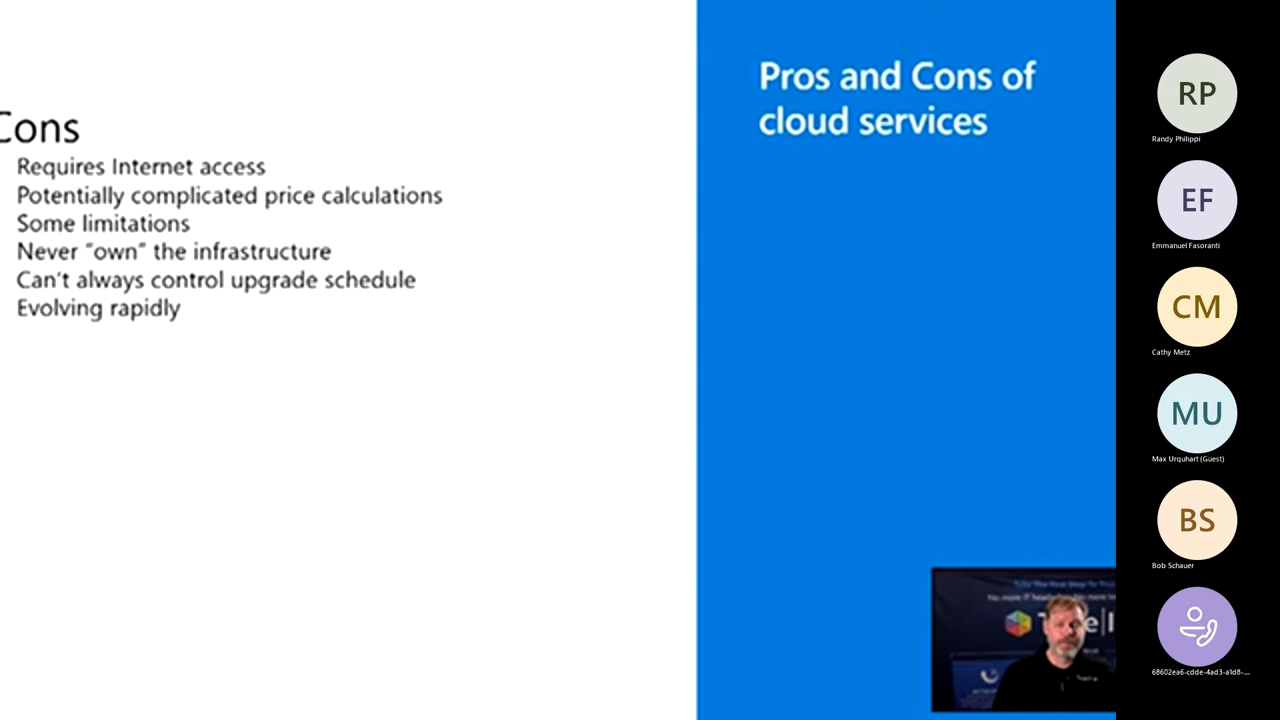 Cons
Requires Internet access
Potentially complicated price calculations
Some limitations
Never "own" the infrastructure
Can't always control upgrade schedule
Evolving rapidly
Pros and Cons of
cloud services
RP
Randy Philippi
EF
Emmanuel Fasoranti
CM
Cathy Metz
MU
Max Urquhart (Guest)
BS
Bob Schauer
68602ea6-cdde-4ad3-a1d8-...